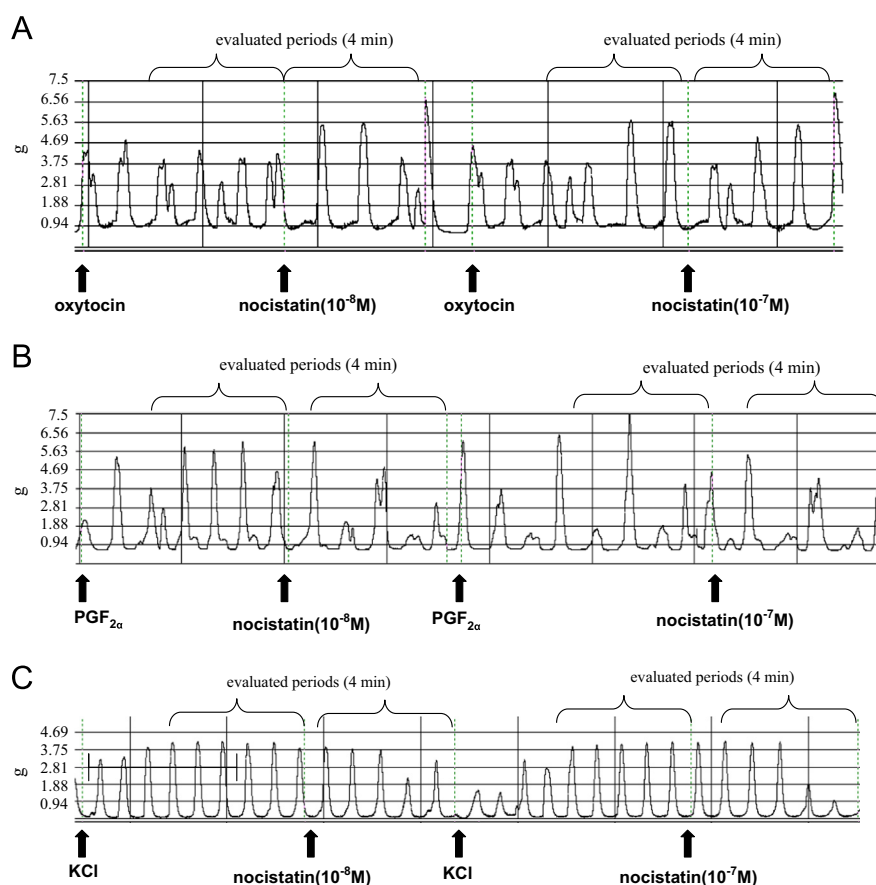 A
evaluated periods (4 min) evaluated periods (4 min)
7.5
6.56
5.63
4.69
3.75
2.81
1.88
0.94
g
oxytocin nocistatin(10⁻⁸M) oxytocin nocistatin(10⁻⁷M)
B
evaluated periods (4 min) evaluated periods (4 min)
7.5
6.56
5.63
4.69
3.75
2.81
1.88
0.94
g
PGF₂α nocistatin(10⁻⁸M) PGF₂α nocistatin(10⁻⁷M)
C
evaluated periods (4 min) evaluated periods (4 min)
4.69
3.75
2.81
1.88
0.94
g
KCl nocistatin(10⁻⁸M) KCl nocistatin(10⁻⁷M)